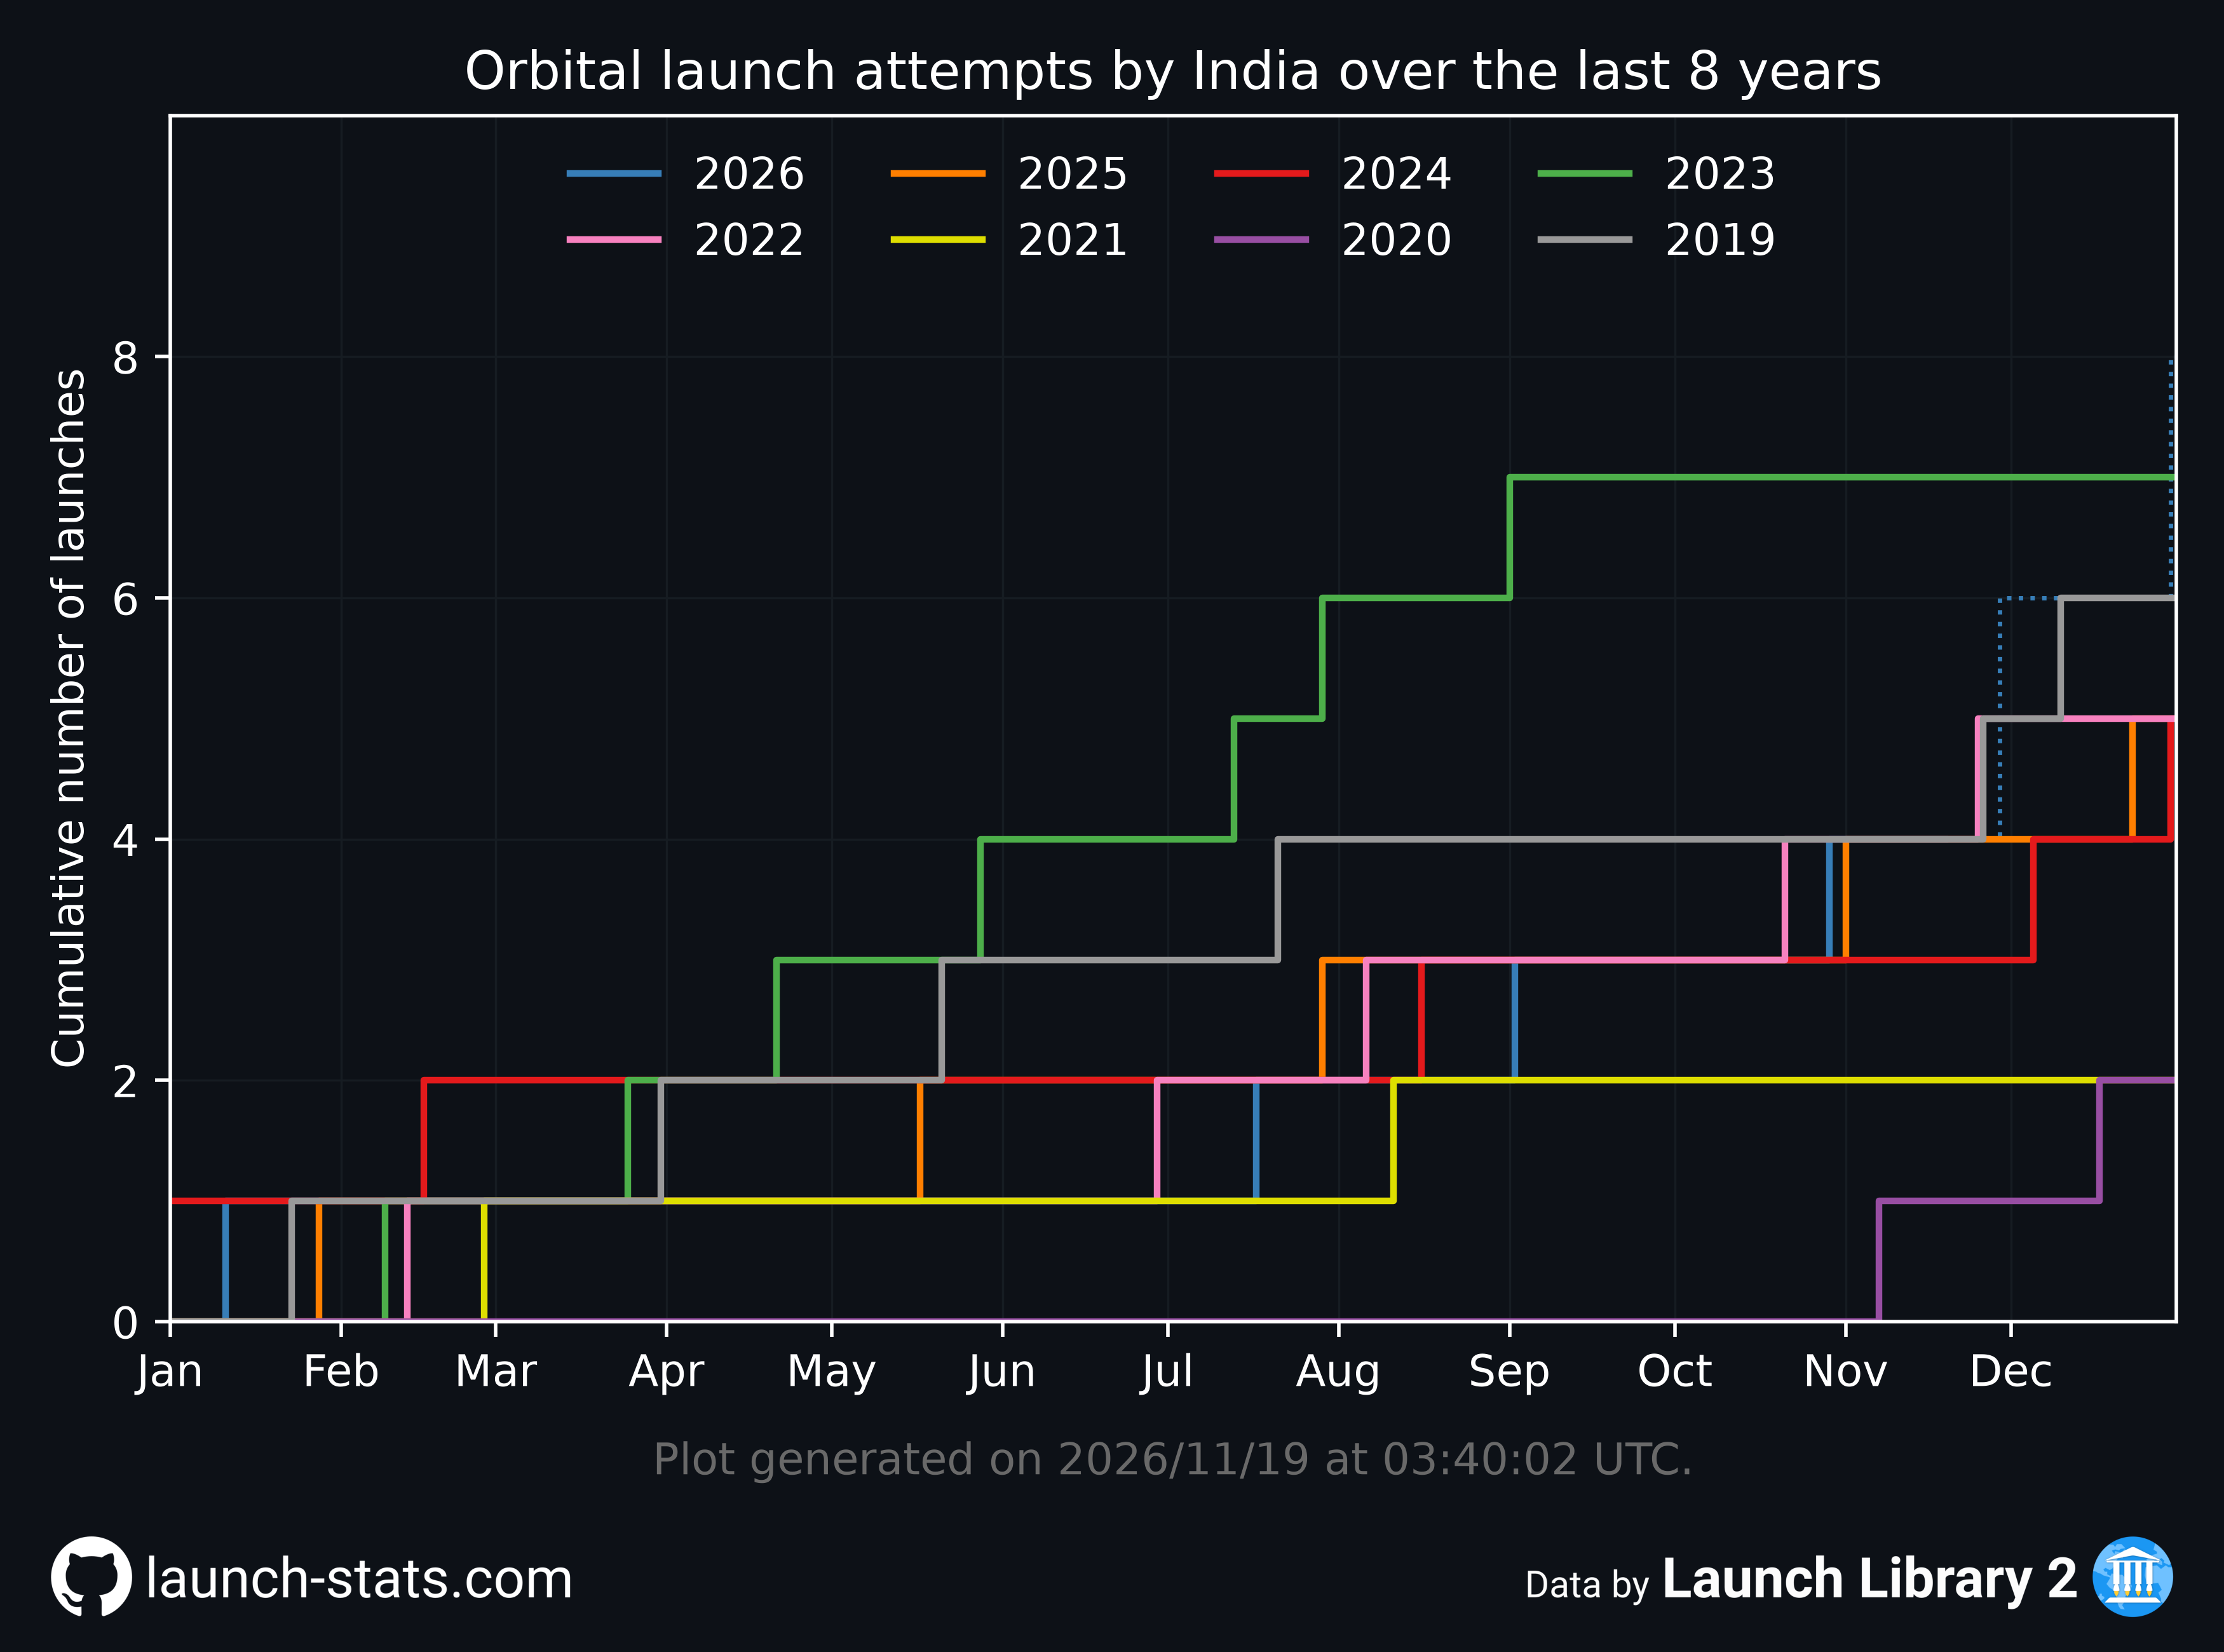 Orbital launch attempts by India over the last 8 years
2026 2025 2024 2023
2022 2021 2020 2019
Cumulative number of launches
8
6
4
2
0
Jan Feb Mar Apr May Jun Jul Aug Sep Oct Nov Dec
Plot generated on 2026/11/19 at 03:40:02 UTC.
launch-stats.com
Data by Launch Library 2